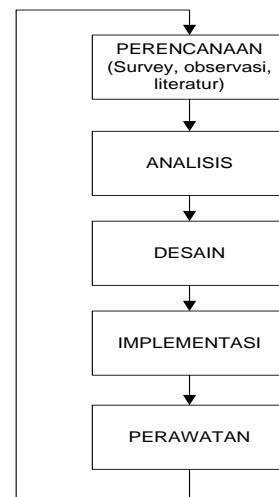 PERENCANAAN
(Survey, observasi,
literatur)
ANALISIS
DESAIN
IMPLEMENTASI
PERAWATAN